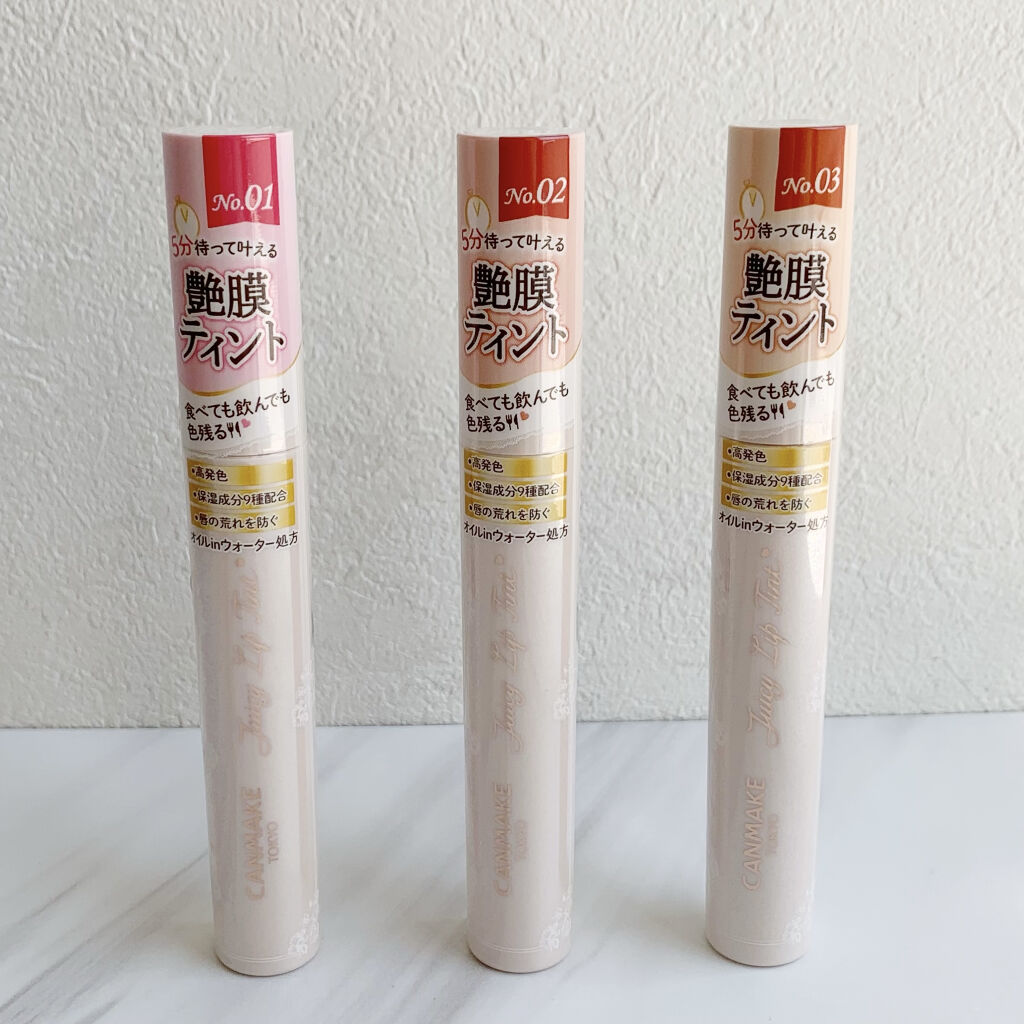 No.01
5分待って叶える
艶膜
ティント
食べても飲んでも
色残る
•高発色
•保湿成分9種配合
•唇の荒れを防ぐ
オイルinウォーター処方
Juicy Lip Tint
CANMAKE
TOKYO
No.02
5分待って叶える
艶膜
ティント
食べても飲んでも
色残る
•高発色
•保湿成分9種配合
•唇の荒れを防ぐ
オイルinウォーター処方
Juicy Lip Tint
CANMAKE
TOKYO
No.03
5分待って叶える
艶膜
ティント
食べても飲んでも
色残る
•高発色
•保湿成分9種配合
•唇の荒れを防ぐ
オイルinウォーター処方
Juicy Lip Tint
CANMAKE
TOKYO